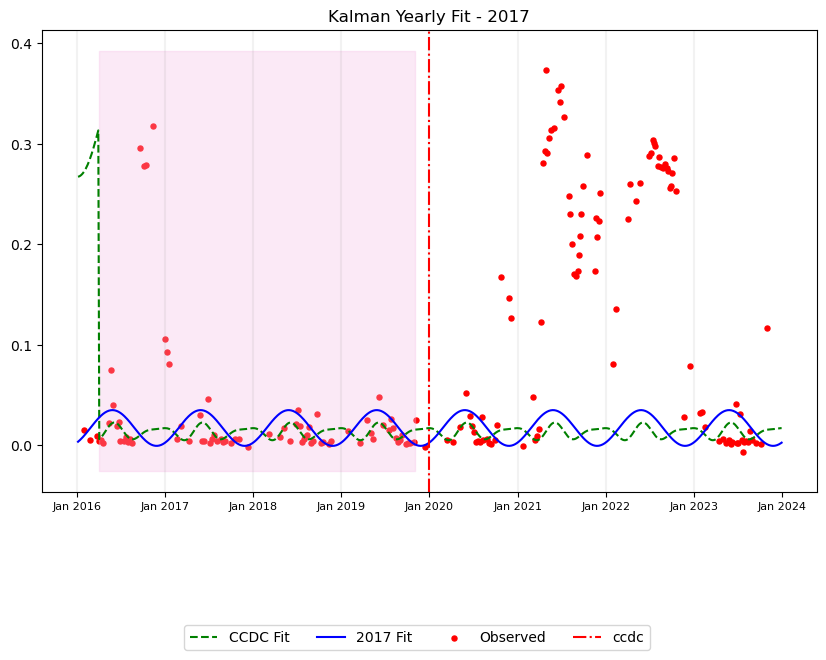 Kalman Yearly Fit - 2017
0.4
0.3
0.2
0.1
0.0
Jan 2016 Jan 2017 Jan 2018 Jan 2019 Jan 2020 Jan 2021 Jan 2022 Jan 2023 Jan 2024
CCDC Fit 2017 Fit Observed ccdc